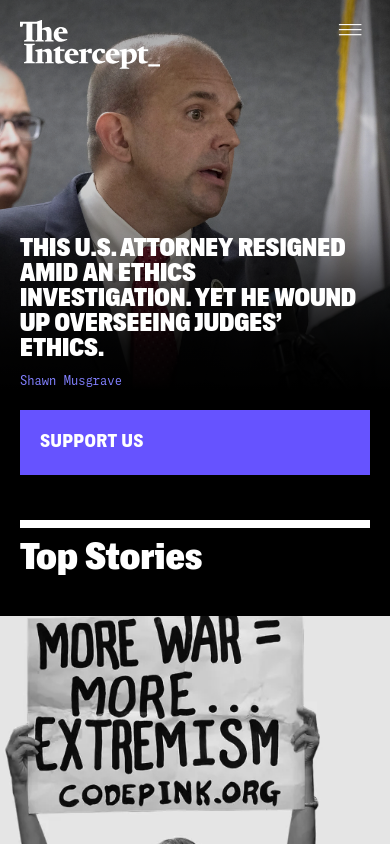 The
Intercept_
THIS U.S. ATTORNEY RESIGNED
AMID AN ETHICS
INVESTIGATION. YET HE WOUND
UP OVERSEEING JUDGES’
ETHICS.
Shawn Musgrave
SUPPORT US
Top Stories
MORE WAR =
MORE...
EXTREMISM
CODEPINK.ORG